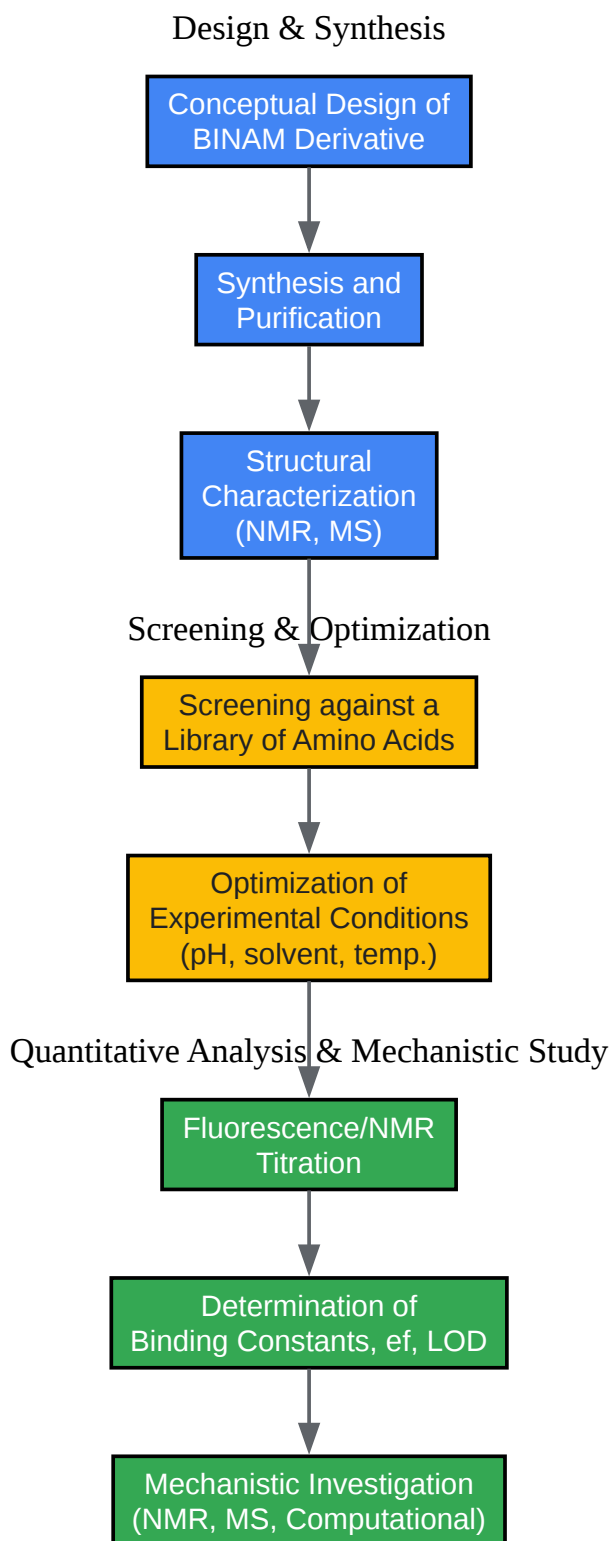 Design & Synthesis
Conceptual Design of
BINAM Derivative
Synthesis and
Purification
Structural
Characterization
(NMR, MS)
Screening & Optimization
Screening against a
Library of Amino Acids
Optimization of
Experimental Conditions
(pH, solvent, temp.)
Quantitative Analysis & Mechanistic Study
Fluorescence/NMR
Titration
Determination of
Binding Constants, ef, LOD
Mechanistic Investigation
(NMR, MS, Computational)